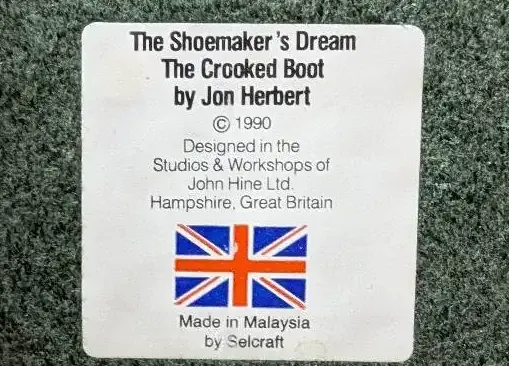 The Shoemaker's Dream
The Crooked Boot
by Jon Herbert
© 1990
Designed in the
Studios & Workshops of
John Hine Ltd.
Hampshire, Great Britain
Made in Malaysia
by Selcraft